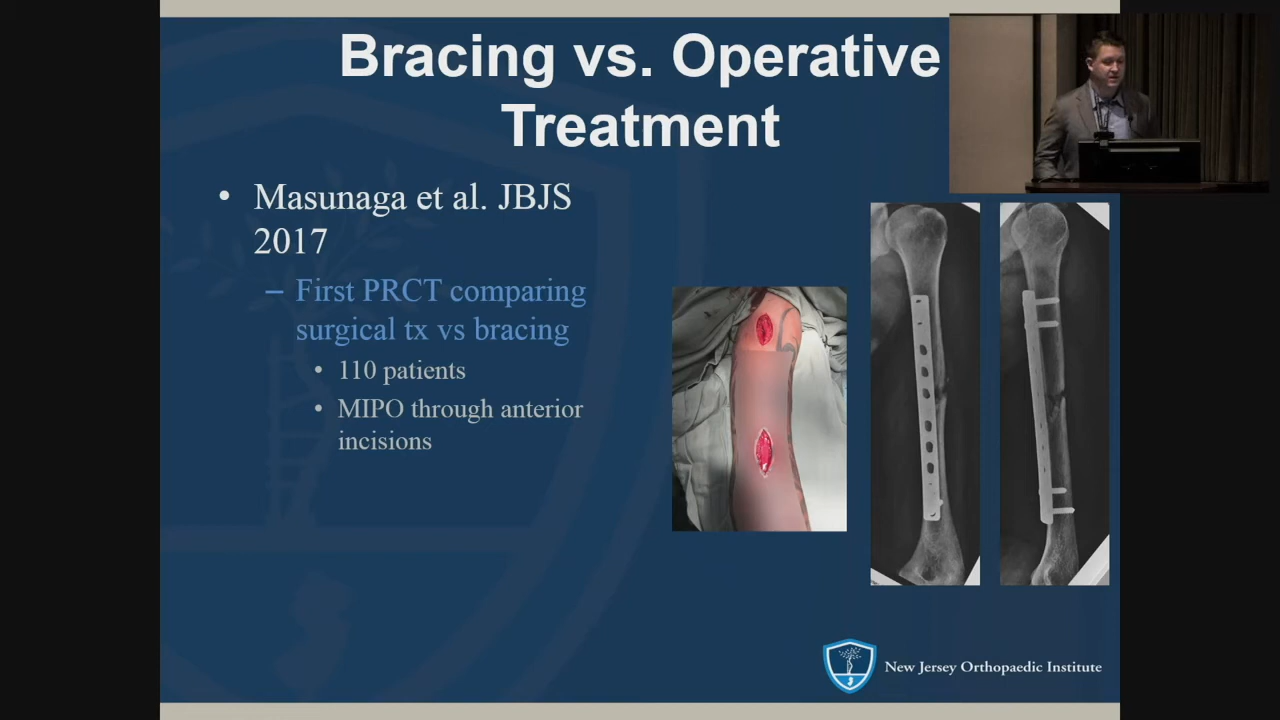 Bracing vs. Operative
Treatment
• Masunaga et al. JBJS
2017
– First PRCT comparing
surgical tx vs bracing
• 110 patients
• MIPO through anterior
incisions
New Jersey Orthopaedic Institute